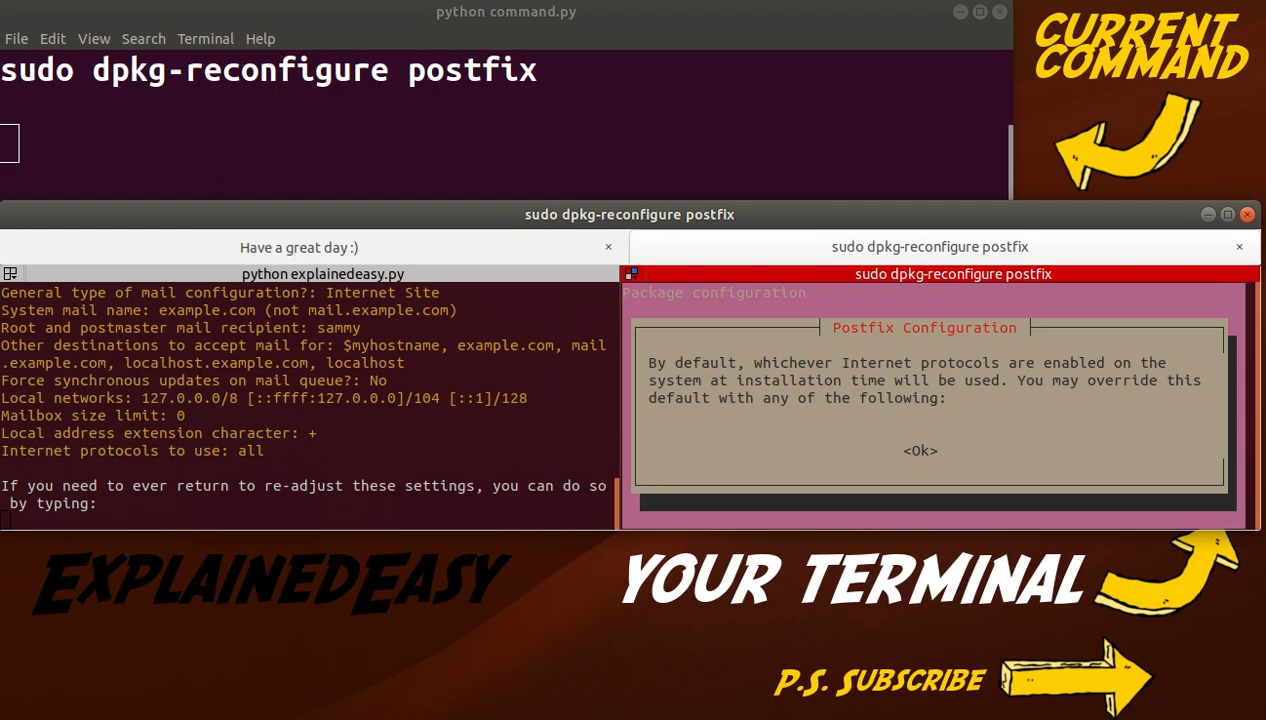 python command.py
File Edit View Search Terminal Help
sudo dpkg-reconfigure postfix
CURRENT
COMMAND
sudo dpkg-reconfigure postfix
Have a great day :) ×
sudo dpkg-reconfigure postfix ×
python explainedeasy.py
General type of mail configuration?: Internet Site
System mail name: example.com (not mail.example.com)
Root and postmaster mail recipient: sammy
Other destinations to accept mail for: $myhostname, example.com, mail
.example.com, localhost.example.com, localhost
Force synchronous updates on mail queue?: No
Local networks: 127.0.0.0/8 [::ffff:127.0.0.0]/104 [::1]/128
Mailbox size limit: 0
Local address extension character: +
Internet protocols to use: all
If you need to ever return to re-adjust these settings, you can do so
by typing:
sudo dpkg-reconfigure postfix
Package configuration
Postfix Configuration
By default, whichever Internet protocols are enabled on the
system at installation time will be used. You may override this
default with any of the following:
<Ok>
EXPLAINEDEASY
YOUR TERMINAL
P.S. SUBSCRIBE